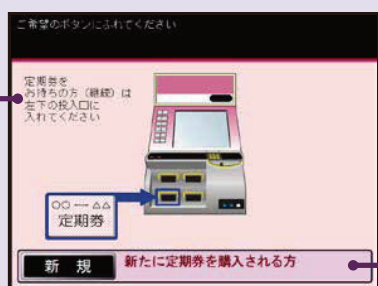 ご希望のボタンにふれてください
定期券を
お持ちの方（継続）は
左下の投入口に
入れてください
○○ ― △△
定期券
新 規 新たに定期券を購入される方